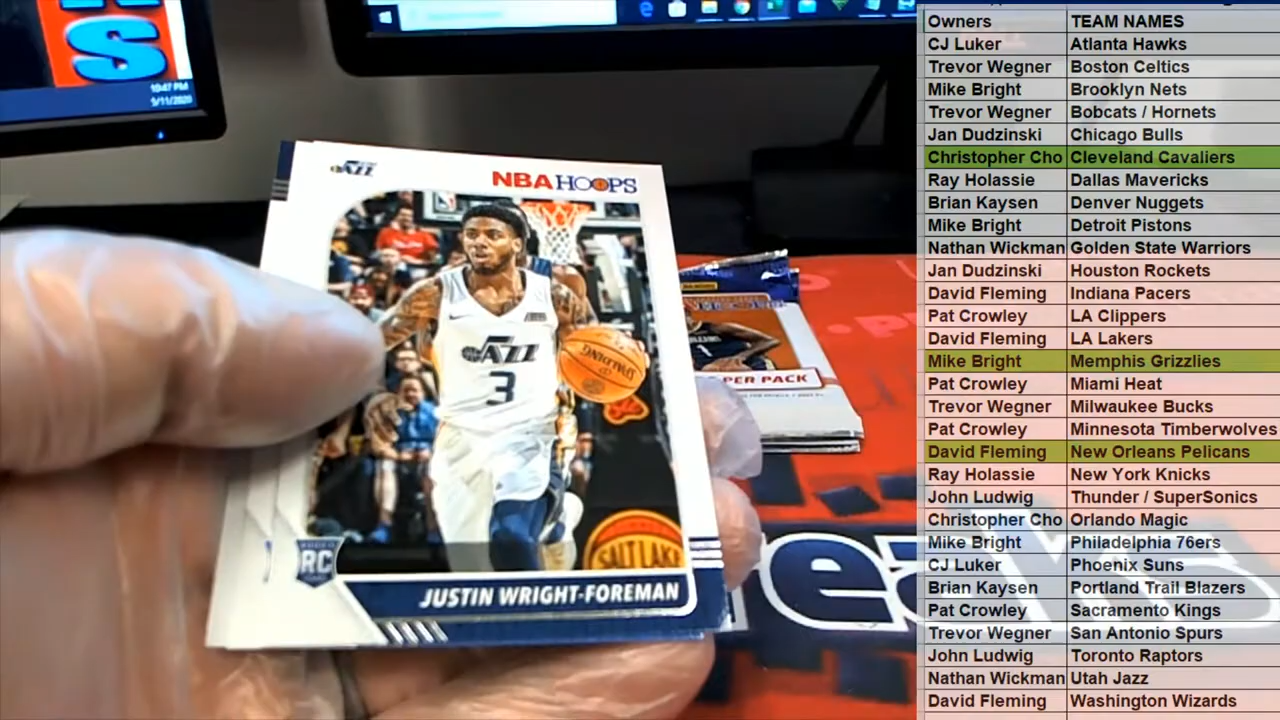 S
10:47 PM
5/11/2020
JAZZ
NBA HOOPS
JAZZ
3
SPALDING
SALT LAKE
RC
JUSTIN WRIGHT-FOREMAN
1
PER PACK
eaks
Owners TEAM NAMES
CJ Luker Atlanta Hawks
Trevor Wegner Boston Celtics
Mike Bright Brooklyn Nets
Trevor Wegner Bobcats / Hornets
Jan Dudzinski Chicago Bulls
Christopher Cho Cleveland Cavaliers
Ray Holassie Dallas Mavericks
Brian Kaysen Denver Nuggets
Mike Bright Detroit Pistons
Nathan Wickman Golden State Warriors
Jan Dudzinski Houston Rockets
David Fleming Indiana Pacers
Pat Crowley LA Clippers
David Fleming LA Lakers
Mike Bright Memphis Grizzlies
Pat Crowley Miami Heat
Trevor Wegner Milwaukee Bucks
Pat Crowley Minnesota Timberwolves
David Fleming New Orleans Pelicans
Ray Holassie New York Knicks
John Ludwig Thunder / SuperSonics
Christopher Cho Orlando Magic
Mike Bright Philadelphia 76ers
CJ Luker Phoenix Suns
Brian Kaysen Portland Trail Blazers
Pat Crowley Sacramento Kings
Trevor Wegner San Antonio Spurs
John Ludwig Toronto Raptors
Nathan Wickman Utah Jazz
David Fleming Washington Wizards